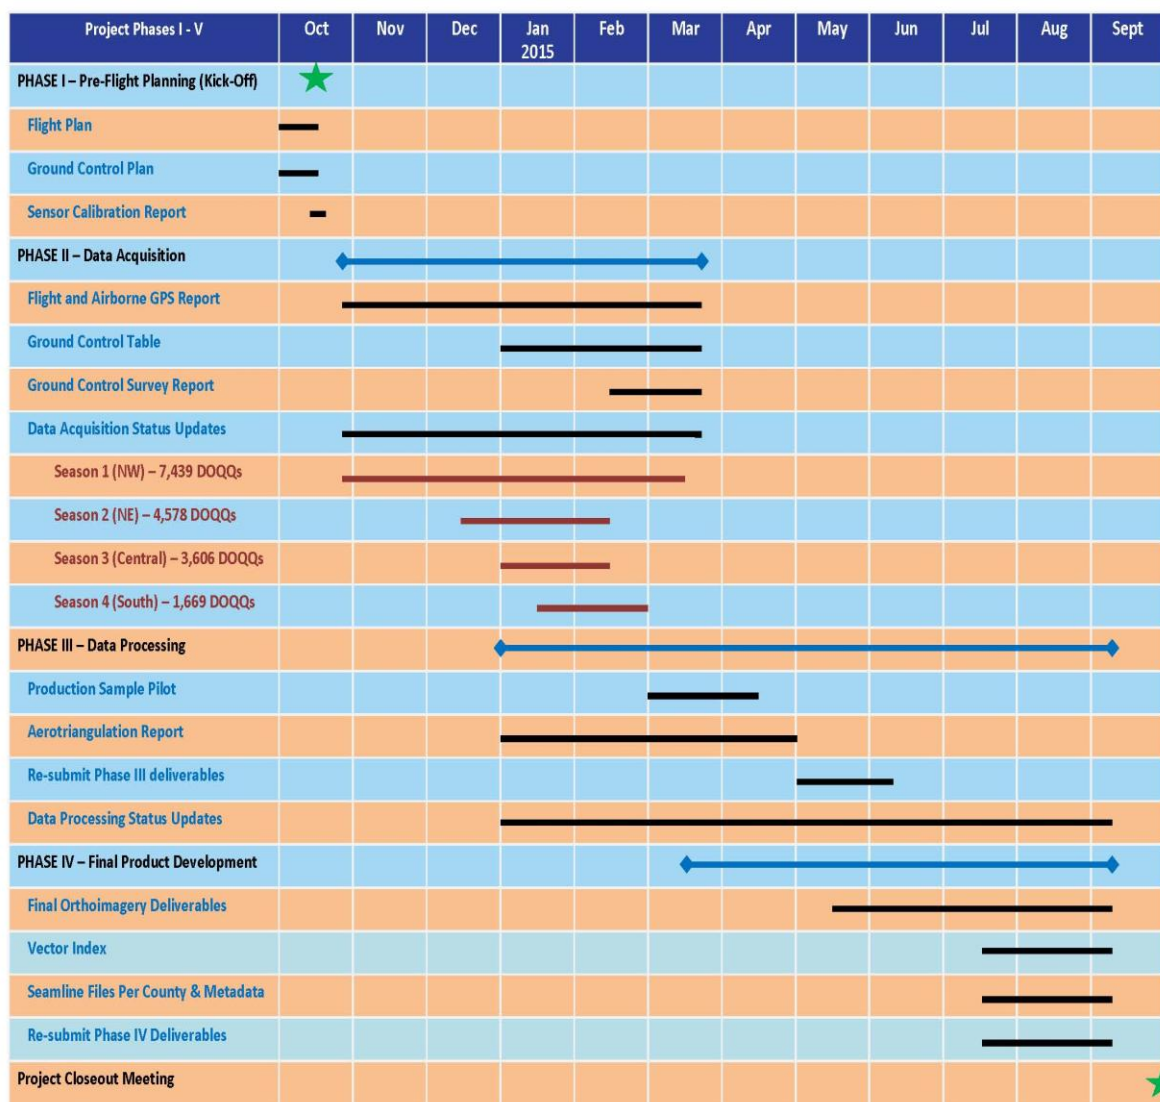 Project Phases I - V
Oct
Nov
Dec
Jan
2015
Feb
Mar
Apr
May
Jun
Jul
Aug
Sept
PHASE I – Pre-Flight Planning (Kick-Off)
Flight Plan
Ground Control Plan
Sensor Calibration Report
PHASE II – Data Acquisition
Flight and Airborne GPS Report
Ground Control Table
Ground Control Survey Report
Data Acquisition Status Updates
Season 1 (NW) – 7,439 DOQQs
Season 2 (NE) – 4,578 DOQQs
Season 3 (Central) – 3,606 DOQQs
Season 4 (South) – 1,669 DOQQs
PHASE III – Data Processing
Production Sample Pilot
Aerotriangulation Report
Re-submit Phase III deliverables
Data Processing Status Updates
PHASE IV – Final Product Development
Final Orthoimagery Deliverables
Vector Index
Seamline Files Per County & Metadata
Re-submit Phase IV Deliverables
Project Closeout Meeting